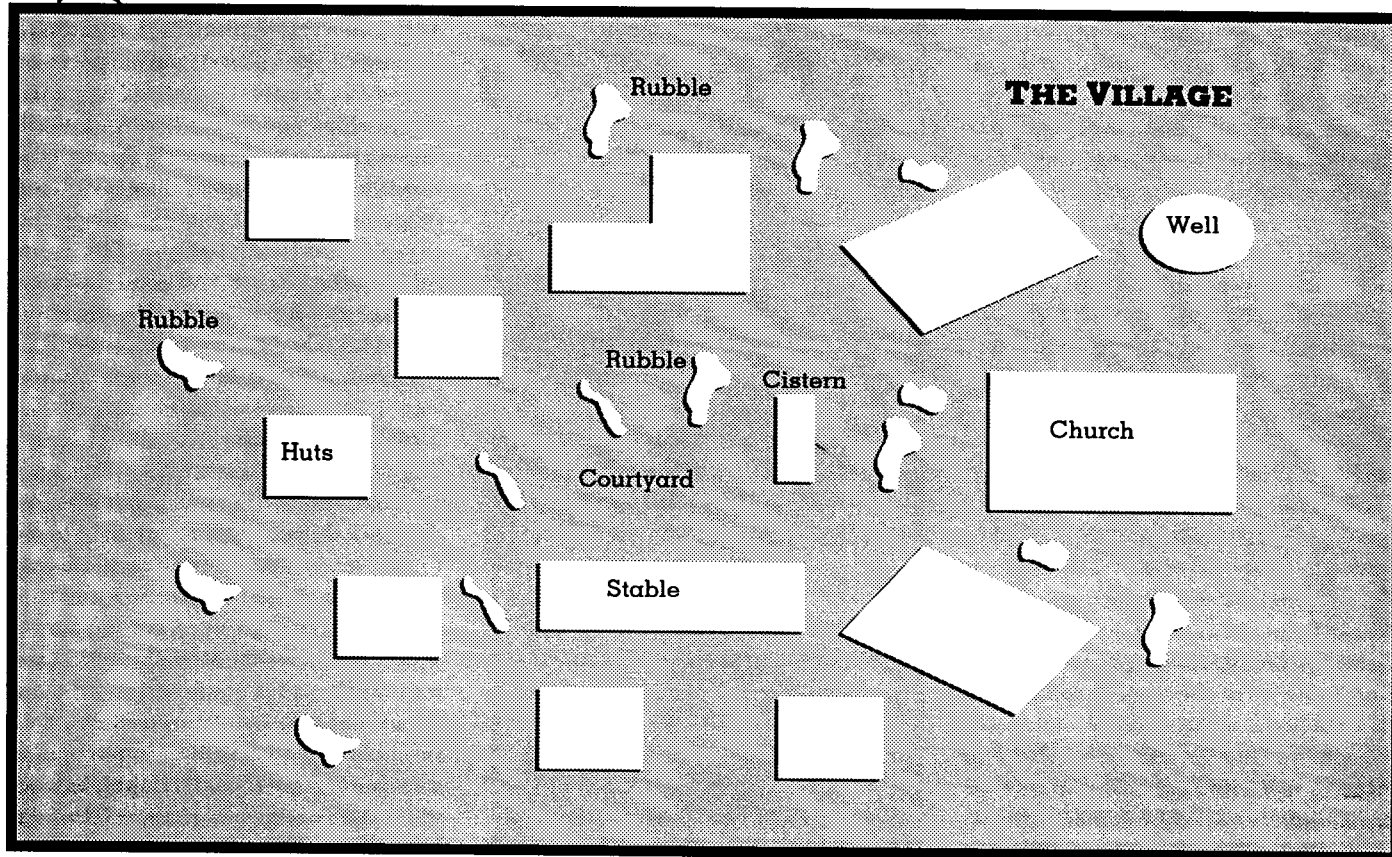 Rubble
THE VILLAGE
Well
Rubble
Rubble
Cistern
Church
Huts
Courtyard
Stable